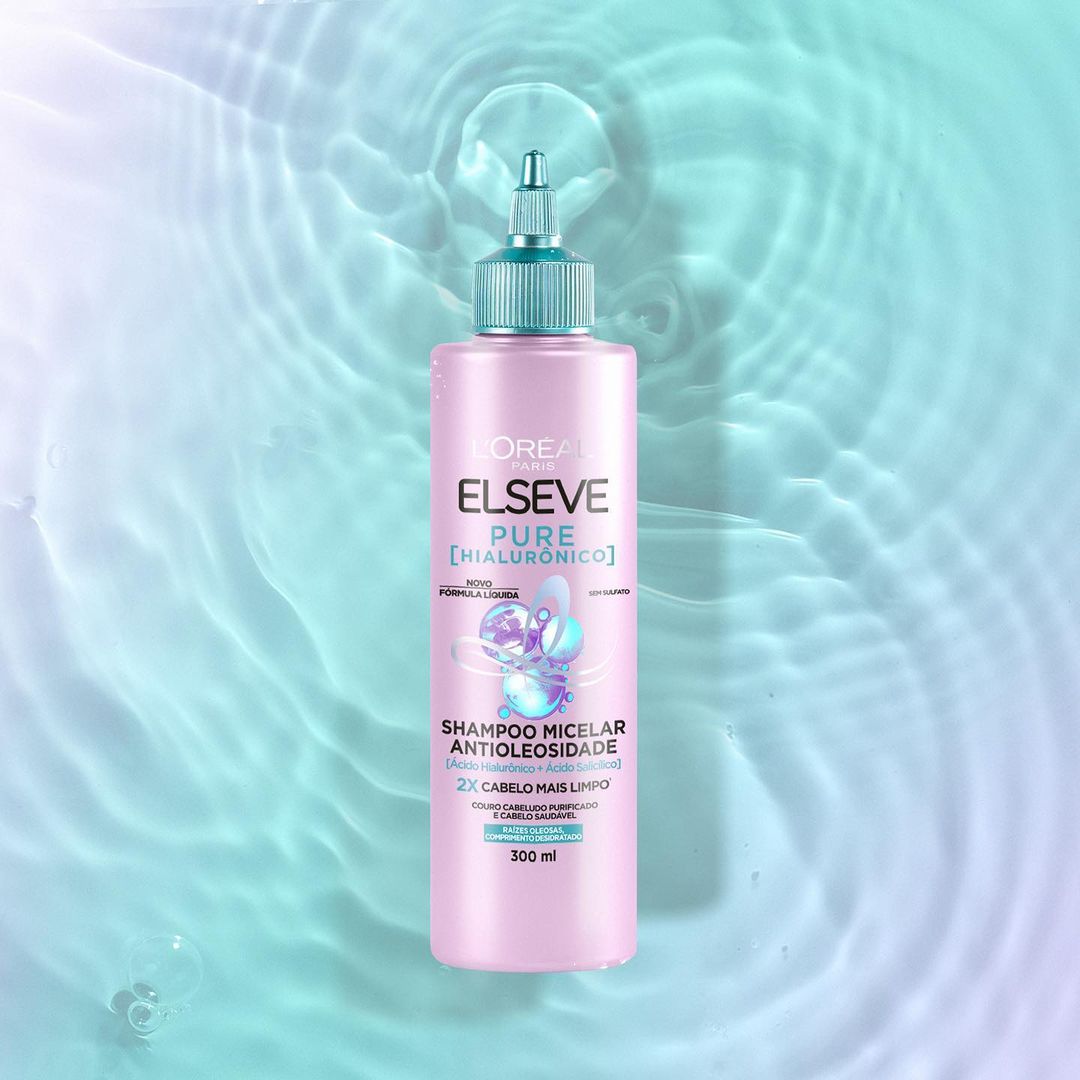 L'ORÉAL
PARIS
ELSEVE
PURE
[HIALURÔNICO]
NOVO
FÓRMULA LÍQUIDA
SEM SULFATO
SHAMPOO MICELAR
ANTIOLEOSIDADE
[Ácido Hialurônico + Ácido Salicílico]
2X CABELO MAIS LIMPO¹
COURO CABELUDO PURIFICADO
E CABELO SAUDÁVEL
RAÍZES OLEOSAS,
COMPRIMENTO DESIDRATADO
300 ml